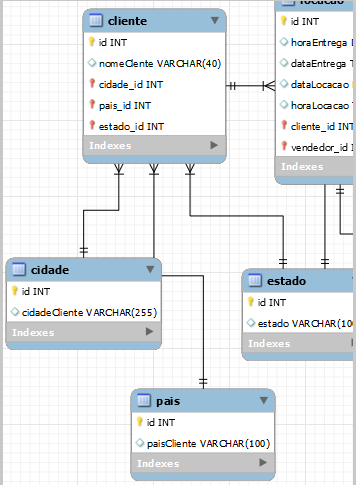 cliente
id INT
nomeCliente VARCHAR(40)
cidade_id INT
pais_id INT
estado_id INT
Indexes
locacao
id INT
horaEntrega
dataEntrega
dataLocacao
horaLocacao
cliente_id INT
vendedor_id
Indexes
cidade
id INT
cidadeCliente VARCHAR(255)
Indexes
estado
id INT
estado VARCHAR(10
Indexes
pais
id INT
paisCliente VARCHAR(100)
Indexes